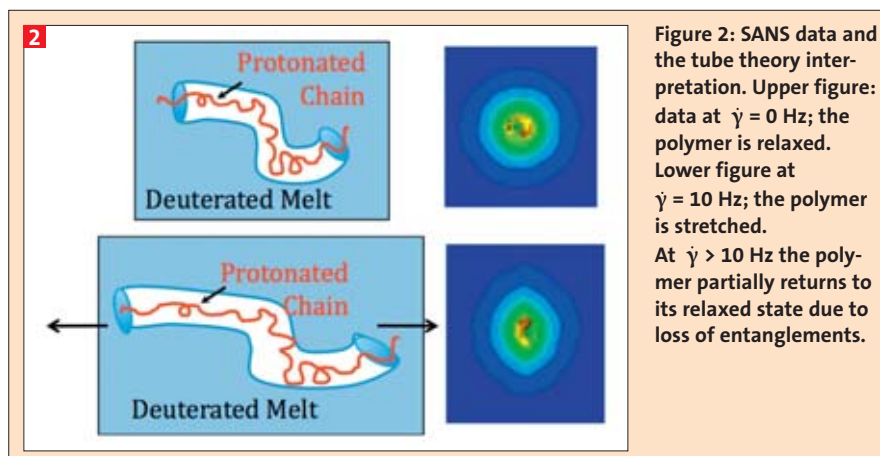 2
Protonated
Chain
Deuterated Melt
Protonated
Chain
Deuterated Melt
Figure 2: SANS data and
the tube theory inter-
pretation. Upper figure:
data at γ̇ = 0 Hz; the
polymer is relaxed.
Lower figure at
γ̇ = 10 Hz; the polymer
is stretched.
At γ̇ > 10 Hz the poly-
mer partially returns to
its relaxed state due to
loss of entanglements.